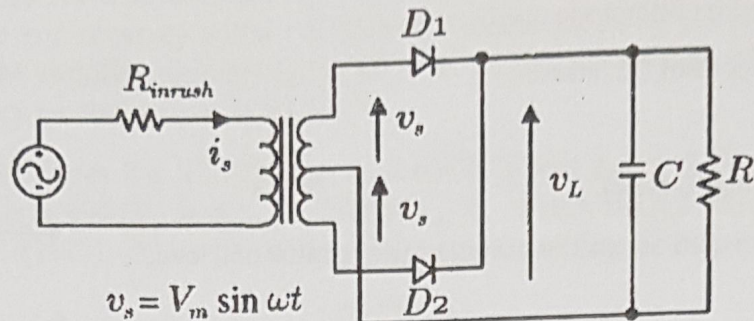 D1
R_inrush
i_s
v_s
v_s
v_L
C
R
D2
v_s = V_m sin ωt